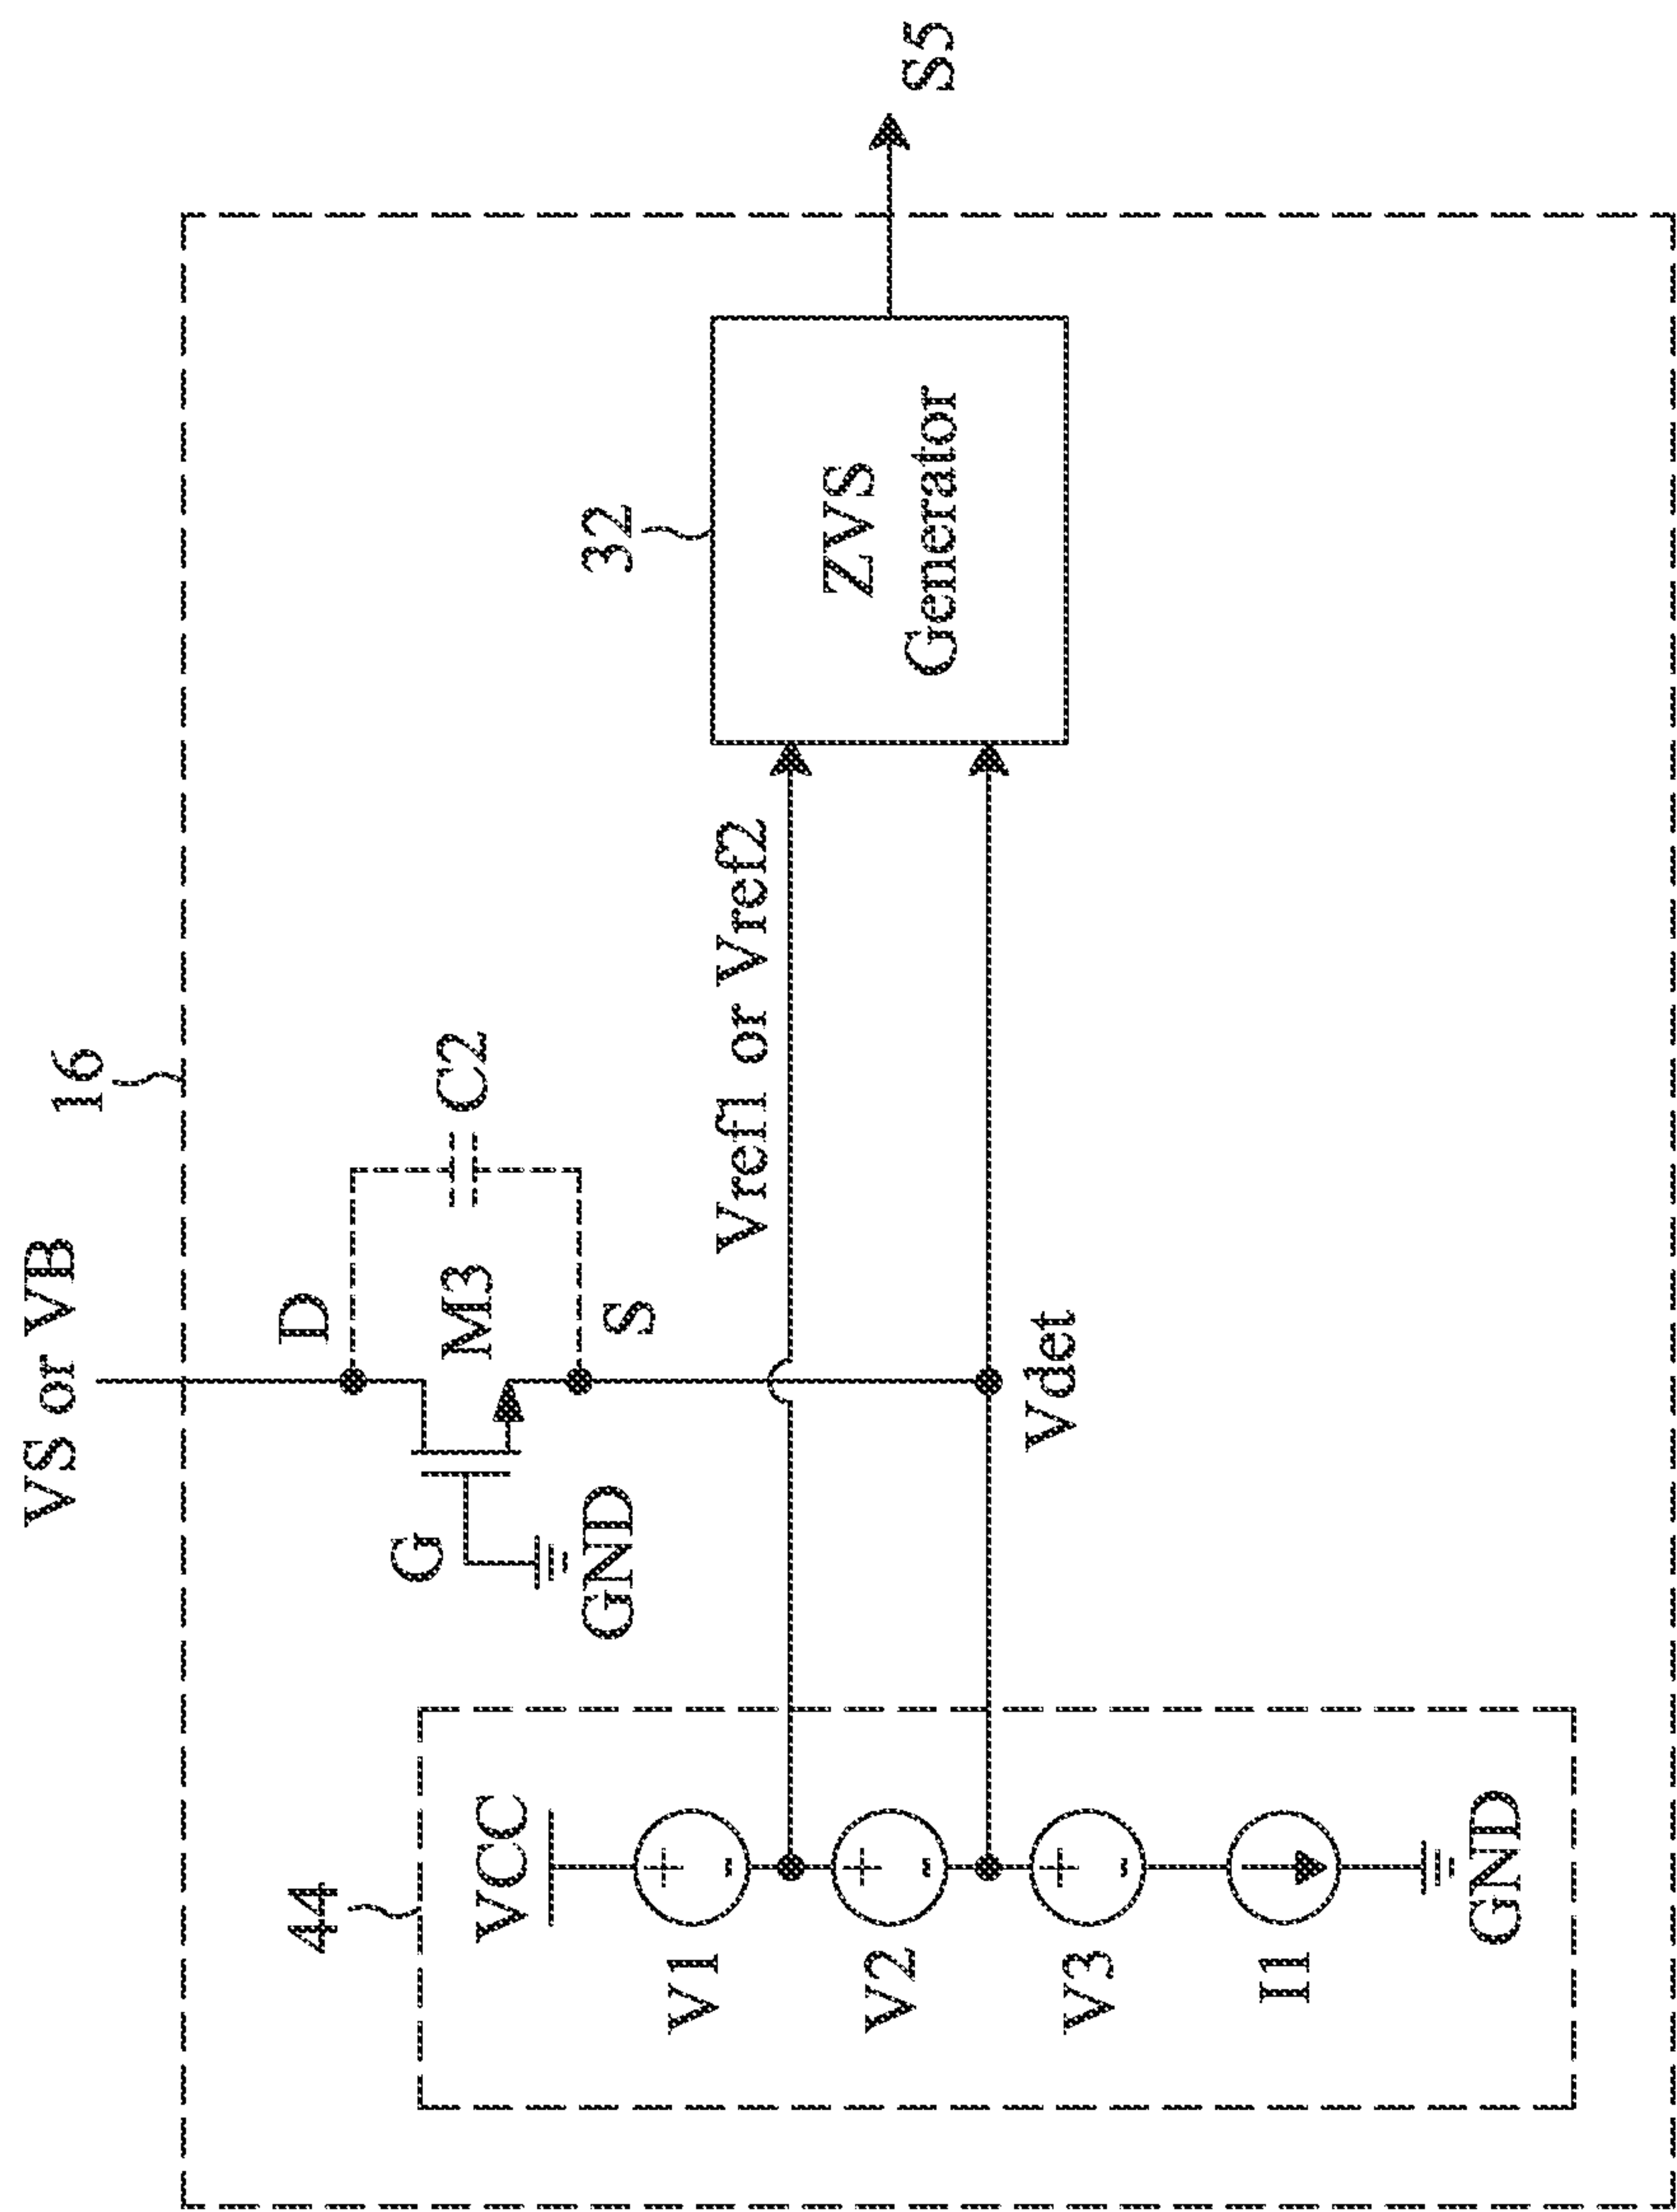 VS or VB
16
D
G
M3
C2
S
GND
44
VCC
V1
+
-
V2
+
-
V3
+
-
I1
GND
Vref1 or Vref2
Vdet
32
ZVS
Generator
S5